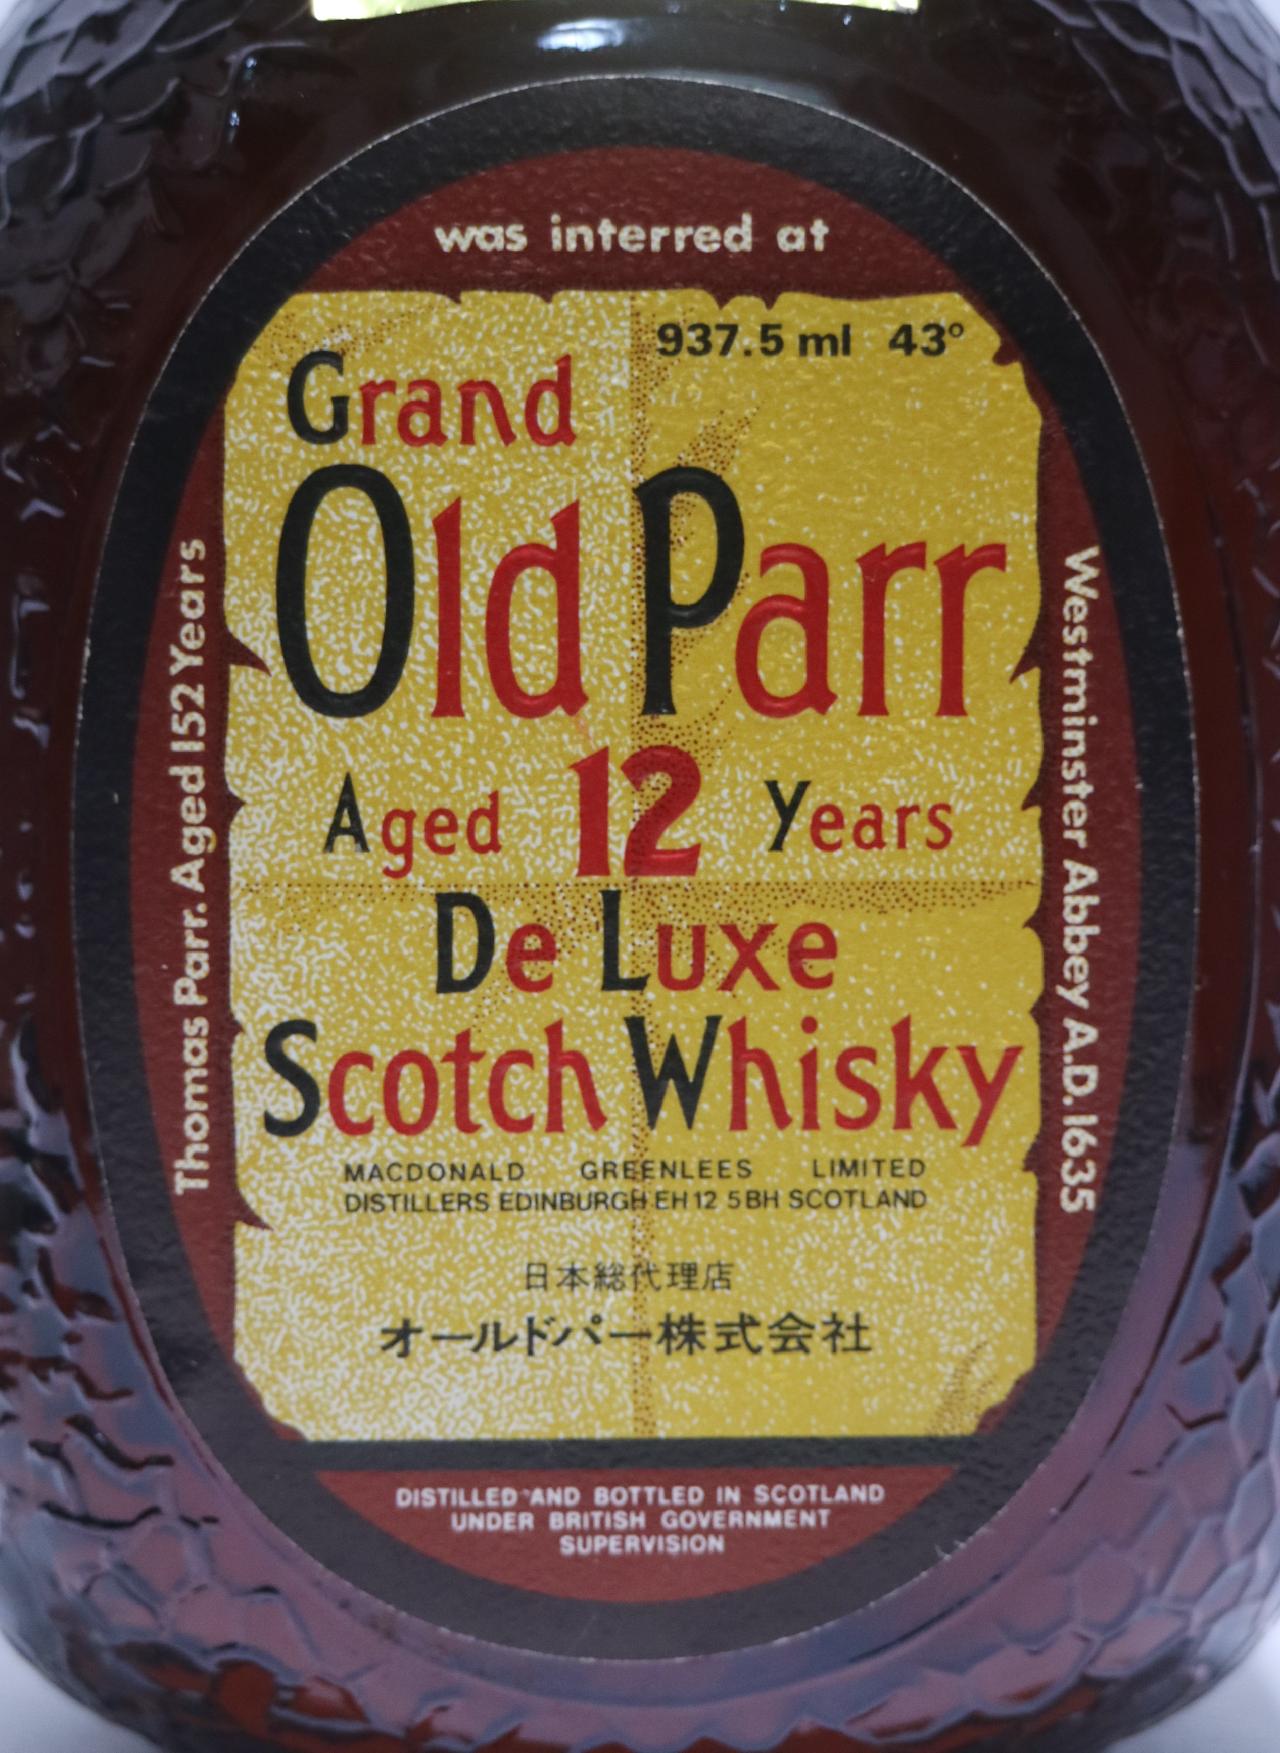 Thomas Parr. Aged 152 Years
was interred at
Westminster Abbey A.D. 1635
937.5 ml 43°
Grand
Old Parr
Aged 12 Years
De Luxe
Scotch Whisky
MACDONALD GREENLEES LIMITED
DISTILLERS EDINBURGH EH12 5BH SCOTLAND
日本総代理店
オールドパー株式会社
DISTILLED AND BOTTLED IN SCOTLAND
UNDER BRITISH GOVERNMENT
SUPERVISION